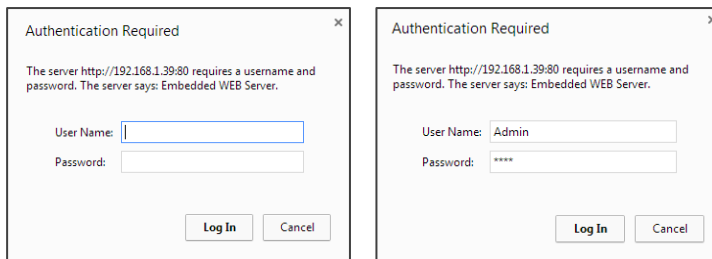 Authentication Required
×
The server http://192.168.1.39:80 requires a username and
password. The server says: Embedded WEB Server.
User Name:
Password:
Log In
Cancel
Authentication Required
×
The server http://192.168.1.39:80 requires a username and
password. The server says: Embedded WEB Server.
User Name: Admin
Password: ****
Log In
Cancel